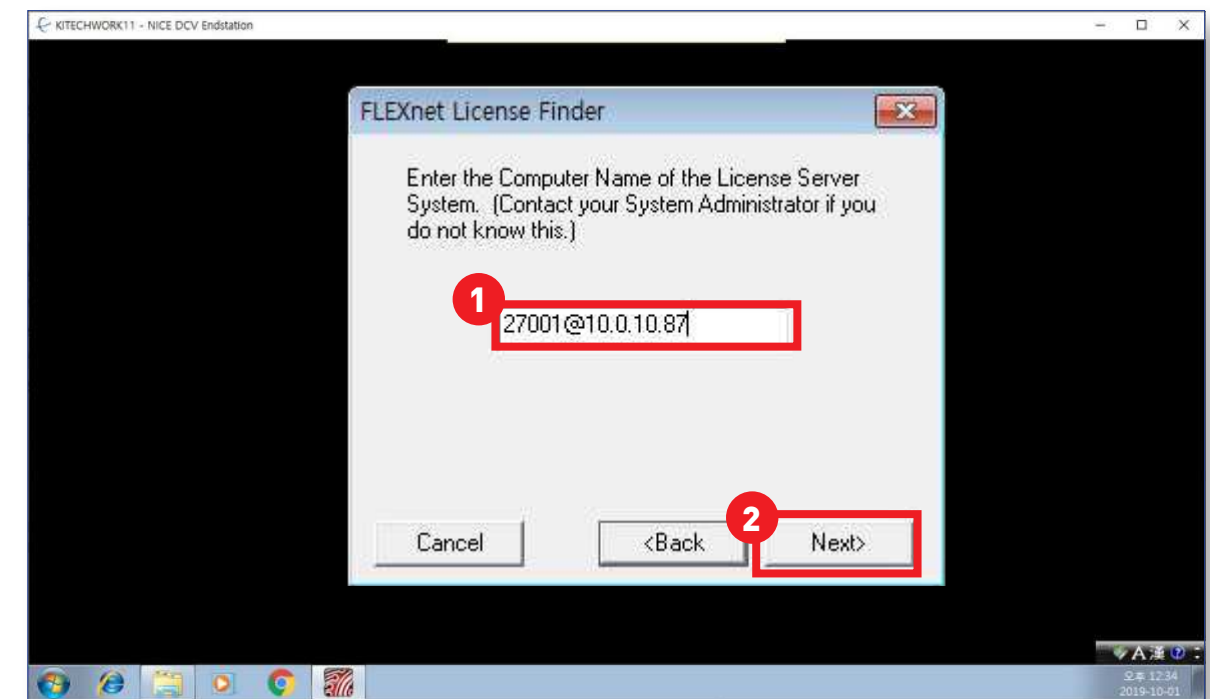 KITECHWORK11 - NICE DCV Endstation
FLEXnet License Finder
Enter the Computer Name of the License Server
System. (Contact your System Administrator if you
do not know this.)
1
27001@10.0.10.87
2
Cancel
<Back
Next>
A 漢
오후 12:34
2019-10-01